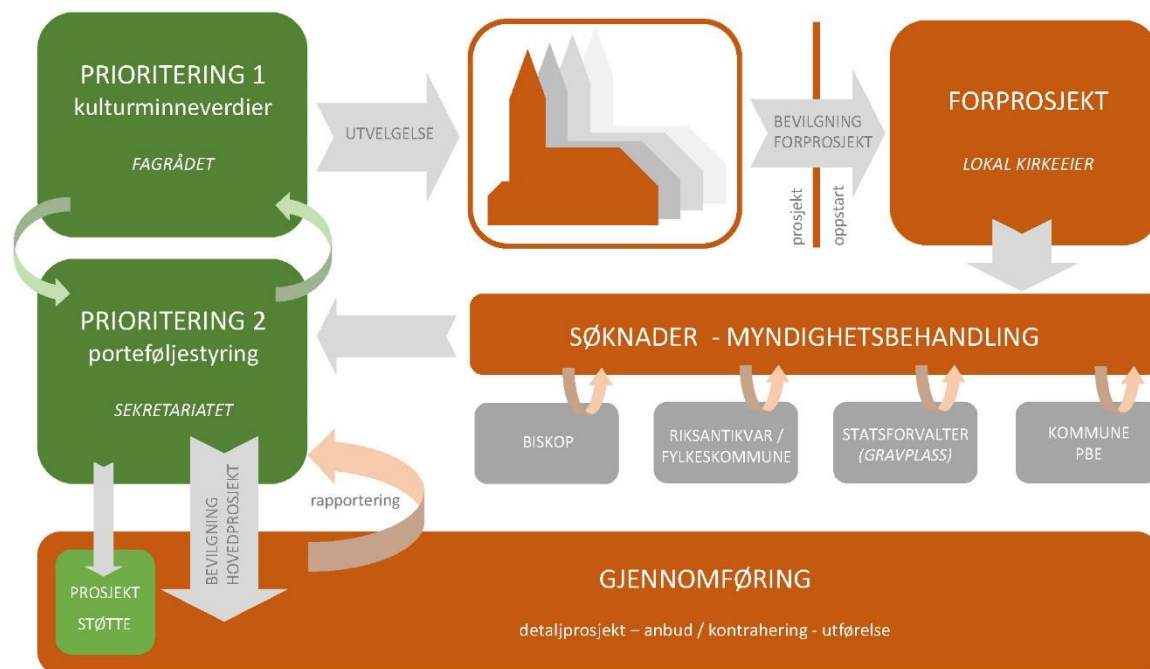 PRIORITERING 1
kulturminneverdier
FAGRÅDET
UTVELGELSE
BEVILGNING
FORPROSJEKT
prosjekt
oppstart
FORPROSJEKT
LOKAL KIRKEEIER
PRIORITERING 2
porteføljestyring
SEKRETARIATET
SØKNADER - MYNDIGHETSBEHANDLING
BISKOP
RIKSANTIKVAR /
FYLKESKOMMUNE
STATSFORVALTER
(GRAVPLASS)
KOMMUNE
PBE
rapportering
BEVILGNING
HOVEDPROSJEKT
PROSJEKT
STØTTE
GJENNOMFØRING
detaljprosjekt – anbud / kontrahering - utførelse